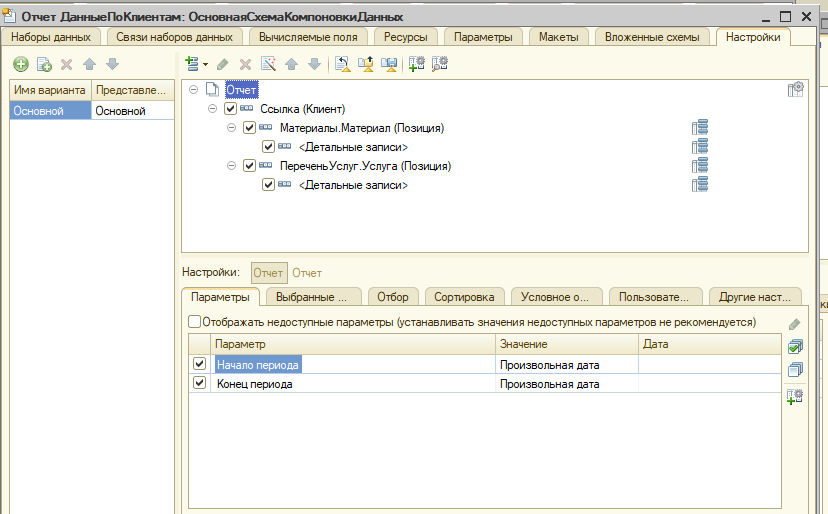 Отчет ДанныеПоКлиентам: ОсновнаяСхемаКомпоновкиДанных
Наборы данных Связи наборов данных Вычисляемые поля Ресурсы Параметры Макеты Вложенные схемы Настройки
Имя варианта Представле...
Основной Основной
Отчет
Ссылка (Клиент)
Материалы.Материал (Позиция)
<Детальные записи>
ПереченьУслуг.Услуга (Позиция)
<Детальные записи>
Настройки: Отчет Отчет
Параметры Выбранные ... Отбор Сортировка Условное о... Пользовате... Другие наст...
Отображать недоступные параметры (устанавливать значения недоступных параметров не рекомендуется)
Параметр Значение Дата
Начало периода Произвольная дата
Конец периода Произвольная дата